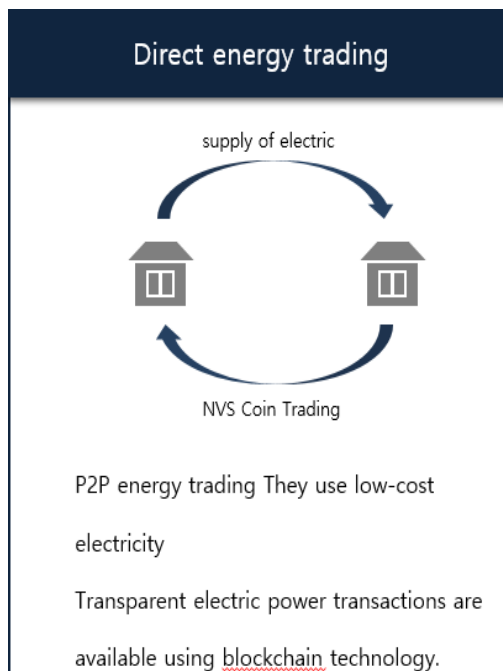 Direct energy trading
supply of electric
NVS Coin Trading
P2P energy trading They use low-cost
electricity
Transparent electric power transactions are
available using blockchain technology.